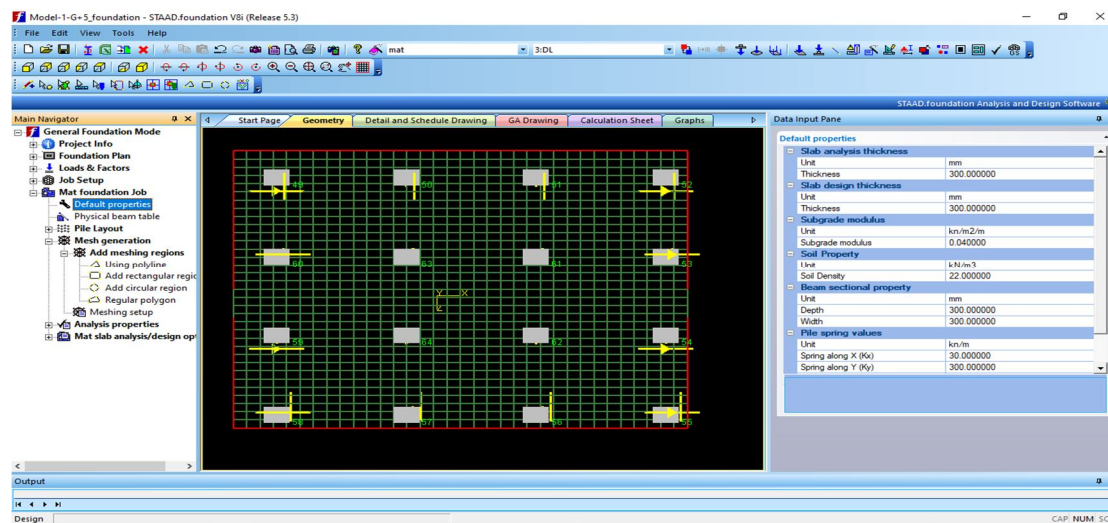 Model-1-G+5_foundation - STAAD.foundation V8i (Release 5.3)
File Edit View Tools Help
mat 3:DL
STAAD.foundation Analysis and Design Software
Main Navigator
General Foundation Mode
Project Info
Foundation Plan
Loads & Factors
Job Setup
Mat foundation Job
Default properties
Physical beam table
Pile Layout
Mesh generation
Add meshing regions
Using polyline
Add rectangular regic
Add circular region
Regular polygon
Meshing setup
Analysis properties
Mat slab analysis/design op
Start Page Geometry Detail and Schedule Drawing GA Drawing Calculation Sheet Graphs
49 50 51 52
60 63 61 53
Y X
Z
59 64 62 54
58 57 56 55
Data Input Pane
Default properties
Slab analysis thickness
Unit mm
Thickness 300.000000
Slab design thickness
Unit mm
Thickness 300.000000
Subgrade modulus
Unit kn/m2/m
Subgrade modulus 0.040000
Soil Property
Unit kN/m3
Soil Density 22.000000
Beam sectional property
Unit mm
Depth 300.000000
Width 300.000000
Pile spring values
Unit kn/m
Spring along X (Kx) 30.000000
Spring along Y (Ky) 300.000000
Output
Design
CAP NUM SC